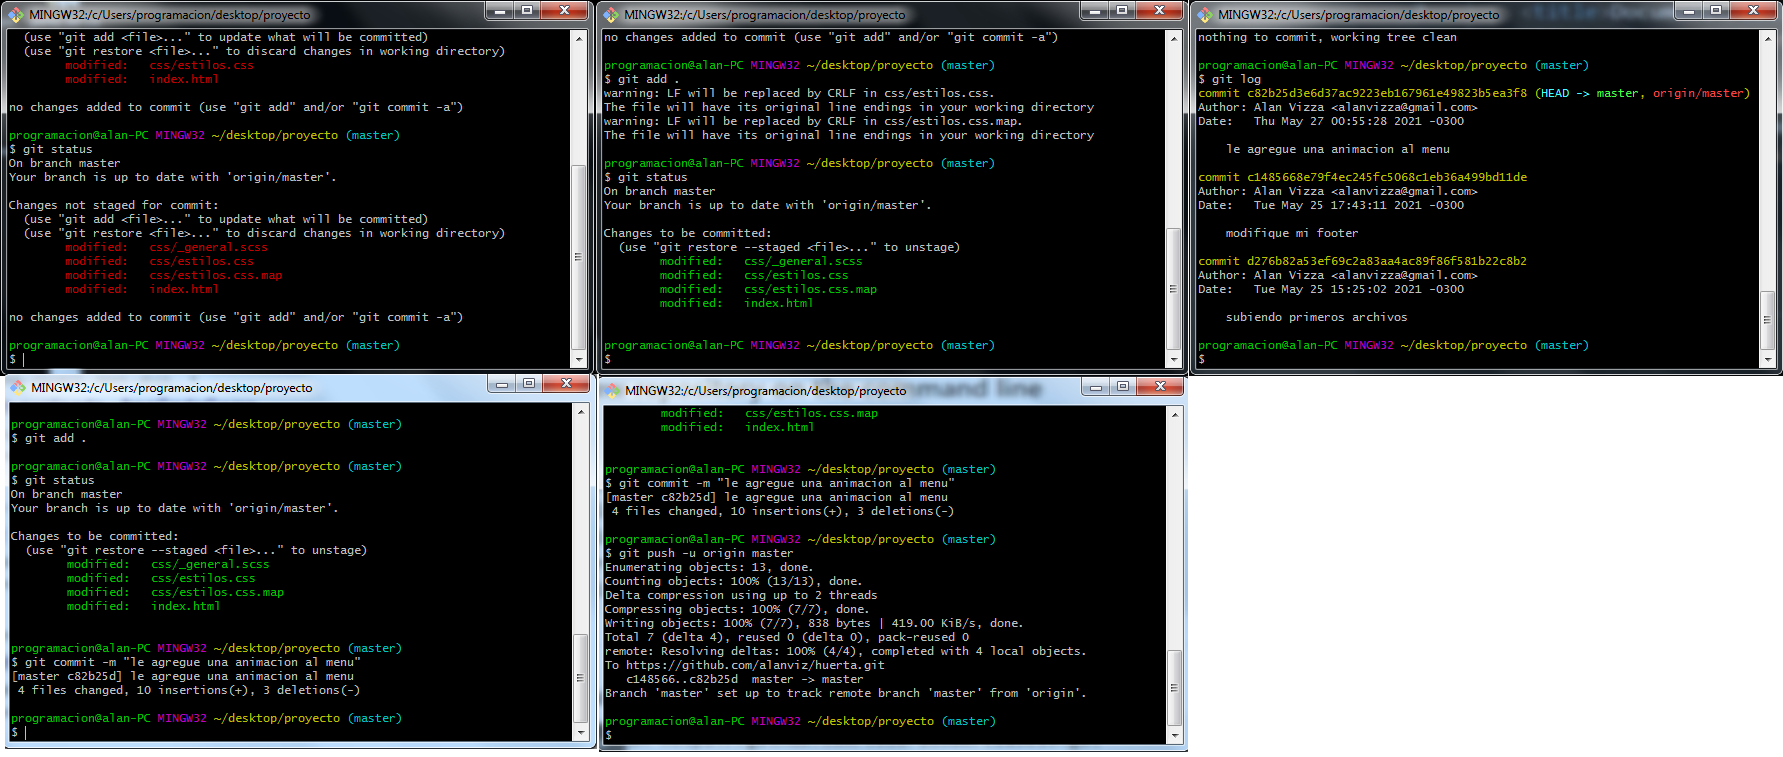 MINGW32:/c/Users/programacion/desktop/proyecto
(use "git add <file>..." to update what will be committed)
(use "git restore <file>..." to discard changes in working directory)
modified:   css/estilos.css
modified:   index.html
no changes added to commit (use "git add" and/or "git commit -a")
programacion@alan-PC MINGW32 ~/desktop/proyecto (master)
$ git status
On branch master
Your branch is up to date with 'origin/master'.
Changes not staged for commit:
(use "git add <file>..." to update what will be committed)
(use "git restore <file>..." to discard changes in working directory)
modified:   css/_general.scss
modified:   css/estilos.css
modified:   css/estilos.css.map
modified:   index.html
no changes added to commit (use "git add" and/or "git commit -a")
programacion@alan-PC MINGW32 ~/desktop/proyecto (master)
$
MINGW32:/c/Users/programacion/desktop/proyecto
no changes added to commit (use "git add" and/or "git commit -a")
programacion@alan-PC MINGW32 ~/desktop/proyecto (master)
$ git add .
warning: LF will be replaced by CRLF in css/estilos.css.
The file will have its original line endings in your working directory
warning: LF will be replaced by CRLF in css/estilos.css.map.
The file will have its original line endings in your working directory
programacion@alan-PC MINGW32 ~/desktop/proyecto (master)
$ git status
On branch master
Your branch is up to date with 'origin/master'.
Changes to be committed:
(use "git restore --staged <file>..." to unstage)
modified:   css/_general.scss
modified:   css/estilos.css
modified:   css/estilos.css.map
modified:   index.html
programacion@alan-PC MINGW32 ~/desktop/proyecto (master)
$
MINGW32:/c/Users/programacion/desktop/proyecto
nothing to commit, working tree clean
programacion@alan-PC MINGW32 ~/desktop/proyecto (master)
$ git log
commit c82b25d3e6d37ac9223eb167961e49823b5ea3f8 (HEAD -> master, origin/master)
Author: Alan Vizza <alanvizza@gmail.com>
Date:   Thu May 27 00:55:28 2021 -0300
le agregue una animacion al menu
commit c1485668e79f4ec245fc5068c1eb36a499bd11de
Author: Alan Vizza <alanvizza@gmail.com>
Date:   Tue May 25 17:43:11 2021 -0300
modifique mi footer
commit d276b82a53ef69c2a83aa4ac89f86f581b22c8b2
Author: Alan Vizza <alanvizza@gmail.com>
Date:   Tue May 25 15:25:02 2021 -0300
subiendo primeros archivos
programacion@alan-PC MINGW32 ~/desktop/proyecto (master)
$
MINGW32:/c/Users/programacion/desktop/proyecto
programacion@alan-PC MINGW32 ~/desktop/proyecto (master)
$ git add .
programacion@alan-PC MINGW32 ~/desktop/proyecto (master)
$ git status
On branch master
Your branch is up to date with 'origin/master'.
Changes to be committed:
(use "git restore --staged <file>..." to unstage)
modified:   css/_general.scss
modified:   css/estilos.css
modified:   css/estilos.css.map
modified:   index.html
programacion@alan-PC MINGW32 ~/desktop/proyecto (master)
$ git commit -m "le agregue una animacion al menu"
[master c82b25d] le agregue una animacion al menu
4 files changed, 10 insertions(+), 3 deletions(-)
programacion@alan-PC MINGW32 ~/desktop/proyecto (master)
$
MINGW32:/c/Users/programacion/desktop/proyecto
mmand line
modified:   css/estilos.css.map
modified:   index.html
programacion@alan-PC MINGW32 ~/desktop/proyecto (master)
$ git commit -m "le agregue una animacion al menu"
[master c82b25d] le agregue una animacion al menu
4 files changed, 10 insertions(+), 3 deletions(-)
programacion@alan-PC MINGW32 ~/desktop/proyecto (master)
$ git push -u origin master
Enumerating objects: 13, done.
Counting objects: 100% (13/13), done.
Delta compression using up to 2 threads
Compressing objects: 100% (7/7), done.
Writing objects: 100% (7/7), 838 bytes | 419.00 KiB/s, done.
Total 7 (delta 4), reused 0 (delta 0), pack-reused 0
remote: Resolving deltas: 100% (4/4), completed with 4 local objects.
To https://github.com/alanviz/huerta.git
c148566..c82b25d  master -> master
Branch 'master' set up to track remote branch 'master' from 'origin'.
programacion@alan-PC MINGW32 ~/desktop/proyecto (master)
$